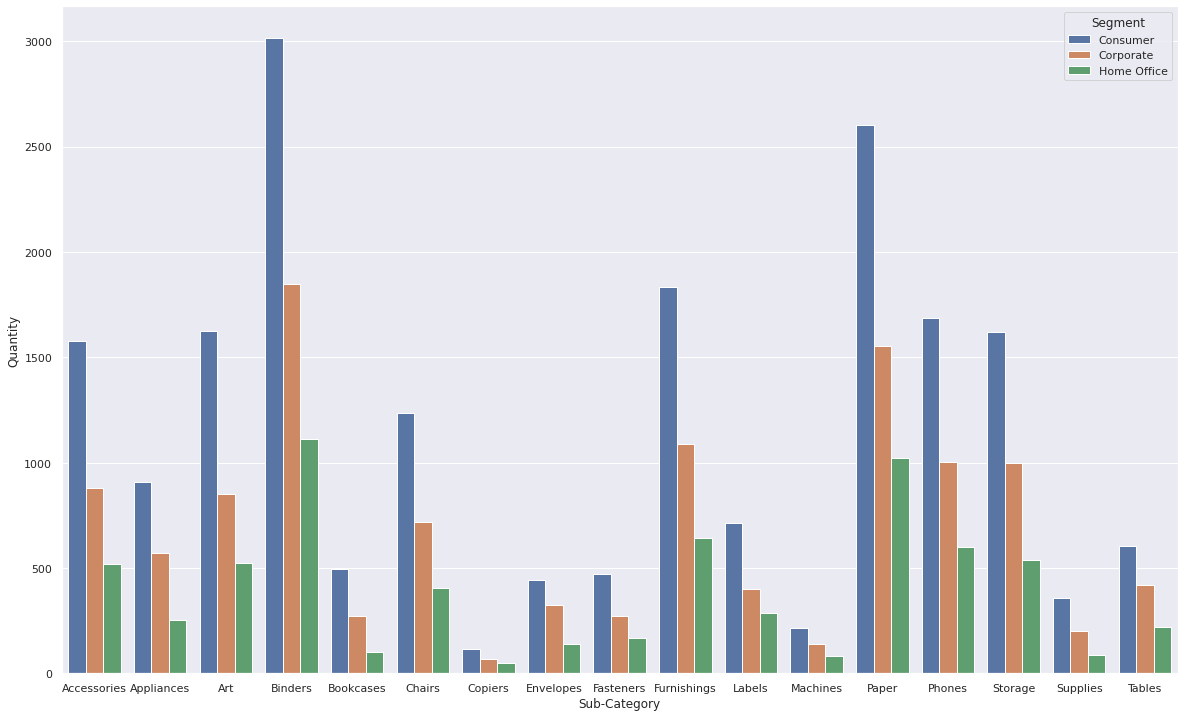 Segment
Consumer
Corporate
Home Office
3000
2500
2000
1500
1000
500
0
Quantity
Accessories Appliances Art Binders Bookcases Chairs Copiers Envelopes Fasteners Furnishings Labels Machines Paper Phones Storage Supplies Tables
Sub-Category